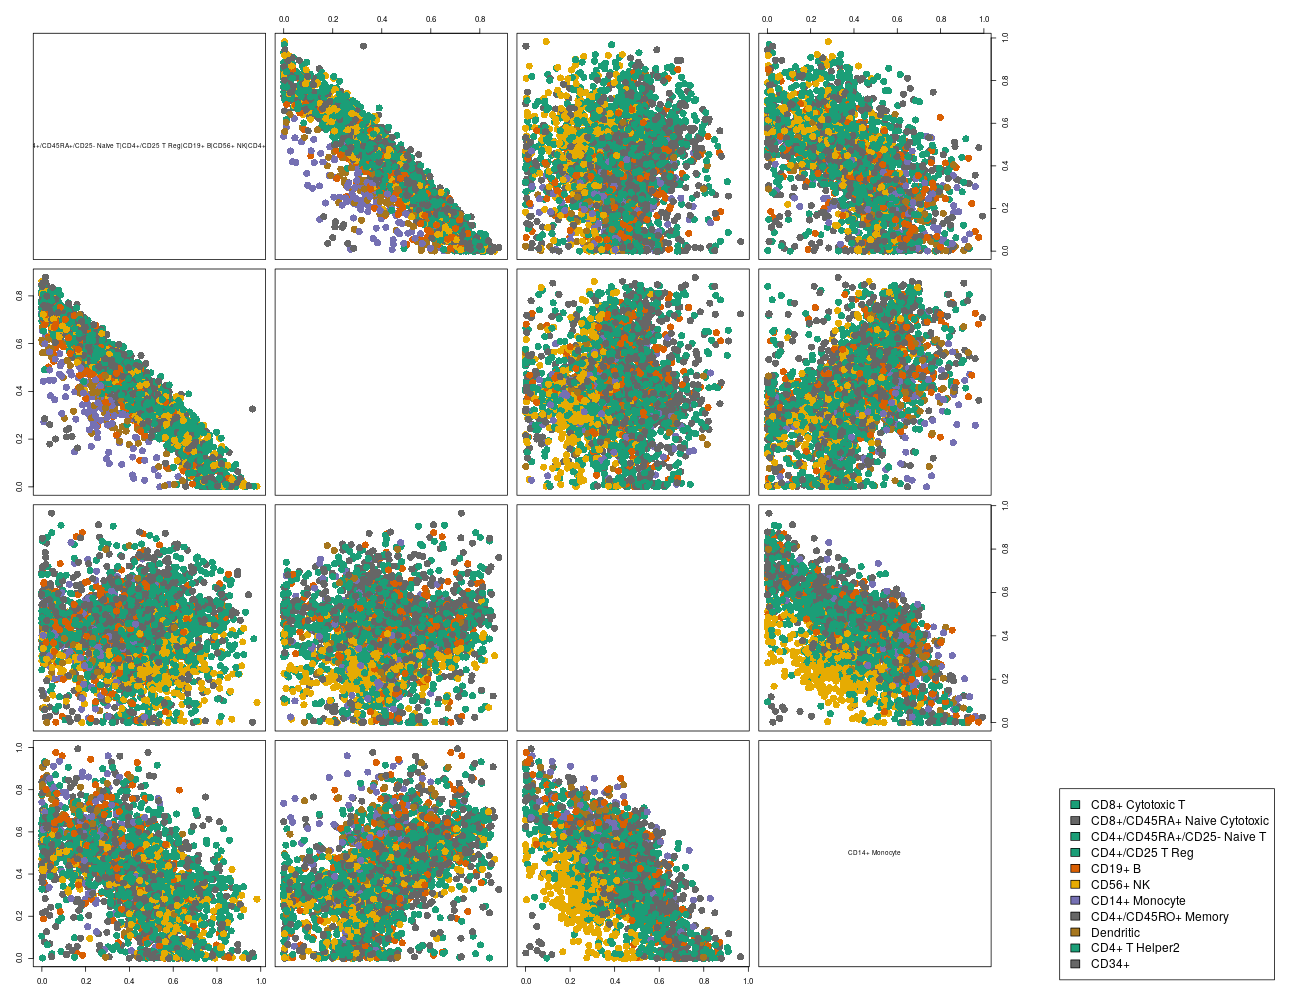 0.0 0.2 0.4 0.6 0.8
0.0 0.2 0.4 0.6 0.8 1.0
+/CD45RA+/CD25- Naive T|CD4+/CD25 T Reg|CD19+ B|CD56+ NK|CD4+
0.0 0.2 0.4 0.6 0.8 1.0
0.0 0.2 0.4 0.6 0.8
0.0 0.2 0.4 0.6 0.8 1.0
0.0 0.2 0.4 0.6 0.8 1.0
CD14+ Monocyte
0.0 0.2 0.4 0.6 0.8 1.0
0.0 0.2 0.4 0.6 0.8 1.0
CD8+ Cytotoxic T
CD8+/CD45RA+ Naive Cytotoxic
CD4+/CD45RA+/CD25- Naive T
CD4+/CD25 T Reg
CD19+ B
CD56+ NK
CD14+ Monocyte
CD4+/CD45RO+ Memory
Dendritic
CD4+ T Helper2
CD34+